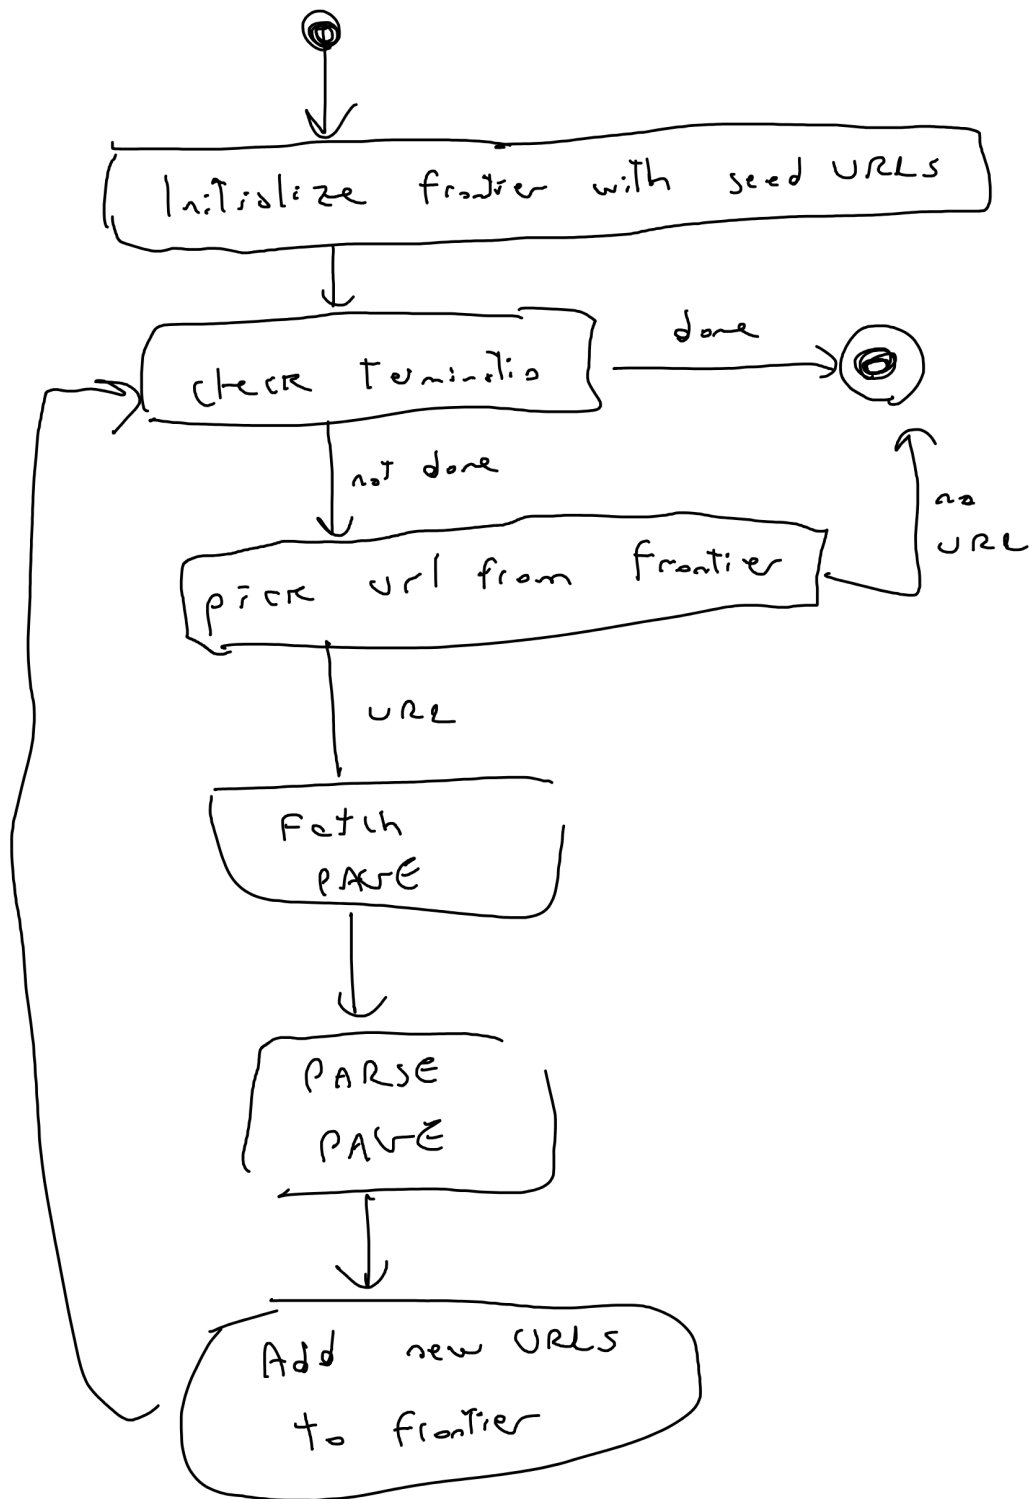 Initialize frontier with seed URLs
check terminatio
done
not done
no
URL
pick url from frontier
URL
Fetch
PAGE
PARSE
PAGE
Add new URLS
to frontier